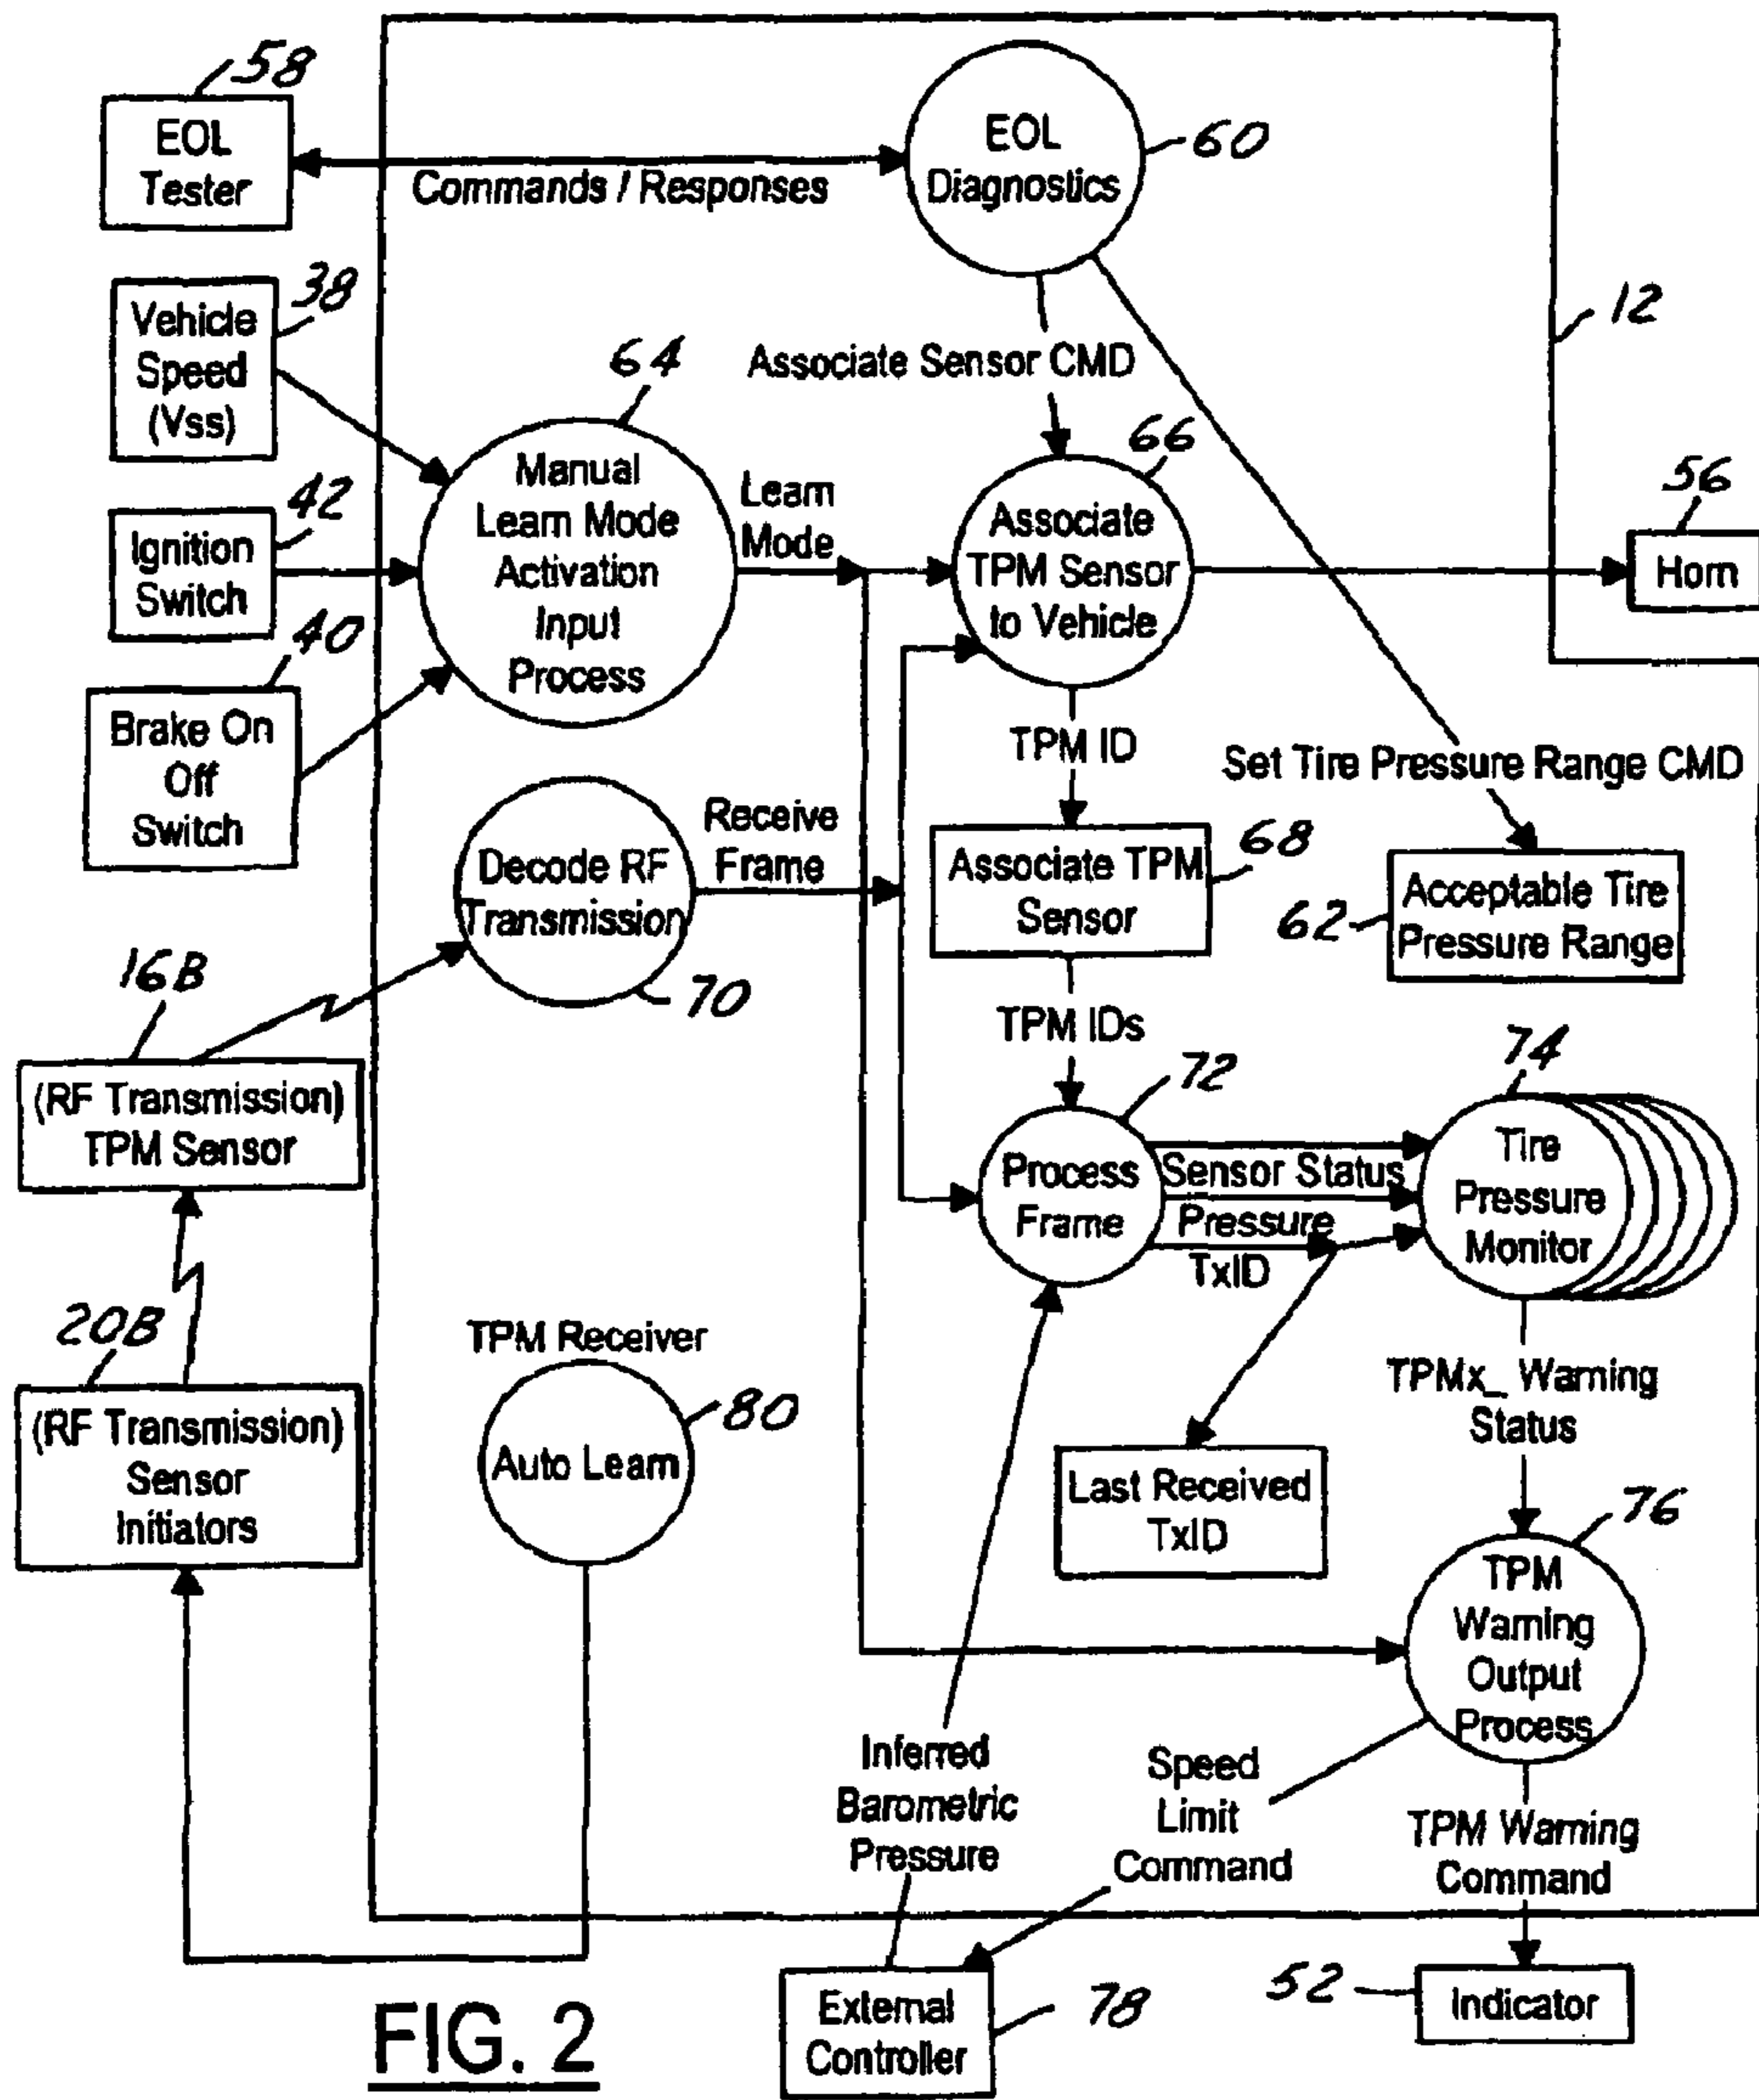 58
EOL
Tester
Commands / Responses
EOL
Diagnostics
60
Vehicle
Speed
(Vss)
38
12
Associate Sensor CMD
64
Manual
Learn Mode
Activation
Input
Process
42
Ignition
Switch
Learn
Mode
66
Associate
TPM Sensor
to Vehicle
56
Horn
40
Brake On
Off
Switch
TPM ID
Set Tire Pressure Range CMD
Decode RF
Transmission
70
Receive
Frame
Associate TPM
Sensor
68
62
Acceptable Tire
Pressure Range
16B
(RF Transmission)
TPM Sensor
TPM IDs
72
Process
Frame
Sensor Status
Pressure
TxID
74
Tire
Pressure
Monitor
20B
(RF Transmission)
Sensor
Initiators
TPM Receiver
80
Auto Learn
Last Received
TxID
TPMx_ Warning
Status
76
TPM
Warning
Output
Process
Inferred
Barometric
Pressure
Speed
Limit
Command
TPM Warning
Command
External
Controller
78
52
Indicator
FIG. 2